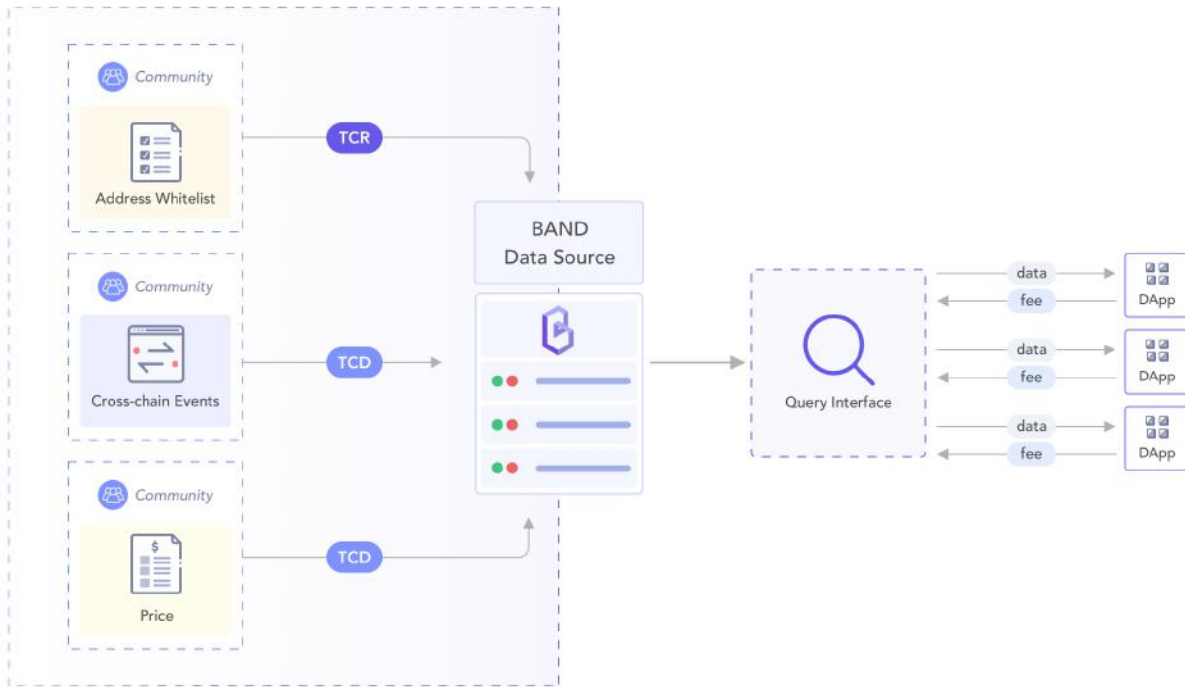 Community
Address Whitelist
TCR
Community
Cross-chain Events
TCD
Community
$
Price
TCD
BAND
Data Source
Query Interface
data
fee
DApp
data
fee
DApp
data
fee
DApp